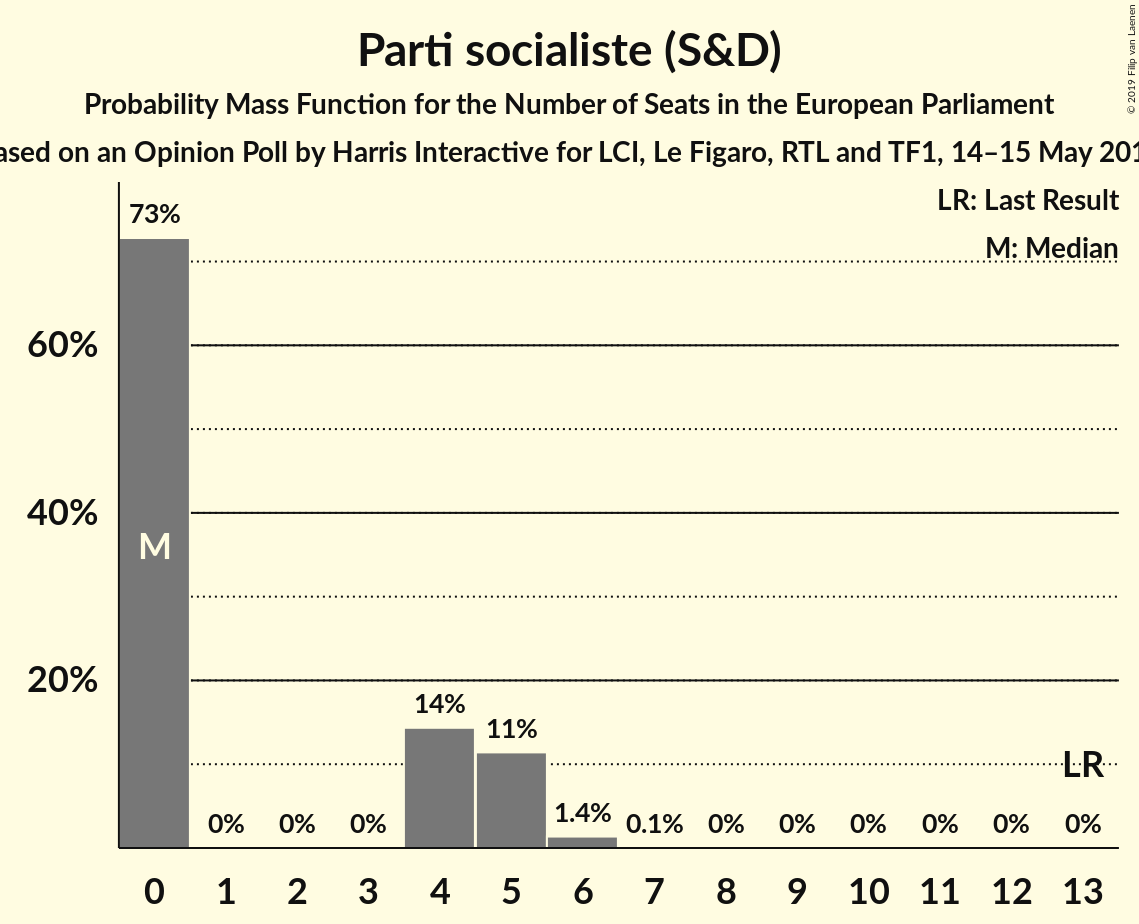 Parti socialiste (S&D)
Probability Mass Function for the Number of Seats in the European Parliament
ased on an Opinion Poll by Harris Interactive for LCI, Le Figaro, RTL and TF1, 14–15 May 201
© 2019 Filip van Laenen
LR: Last Result
M: Median
73%
60%
40%
M
20%
14%
11%
LR
0% 0% 0% 1.4% 0.1% 0% 0% 0% 0% 0% 0%
0 1 2 3 4 5 6 7 8 9 10 11 12 13